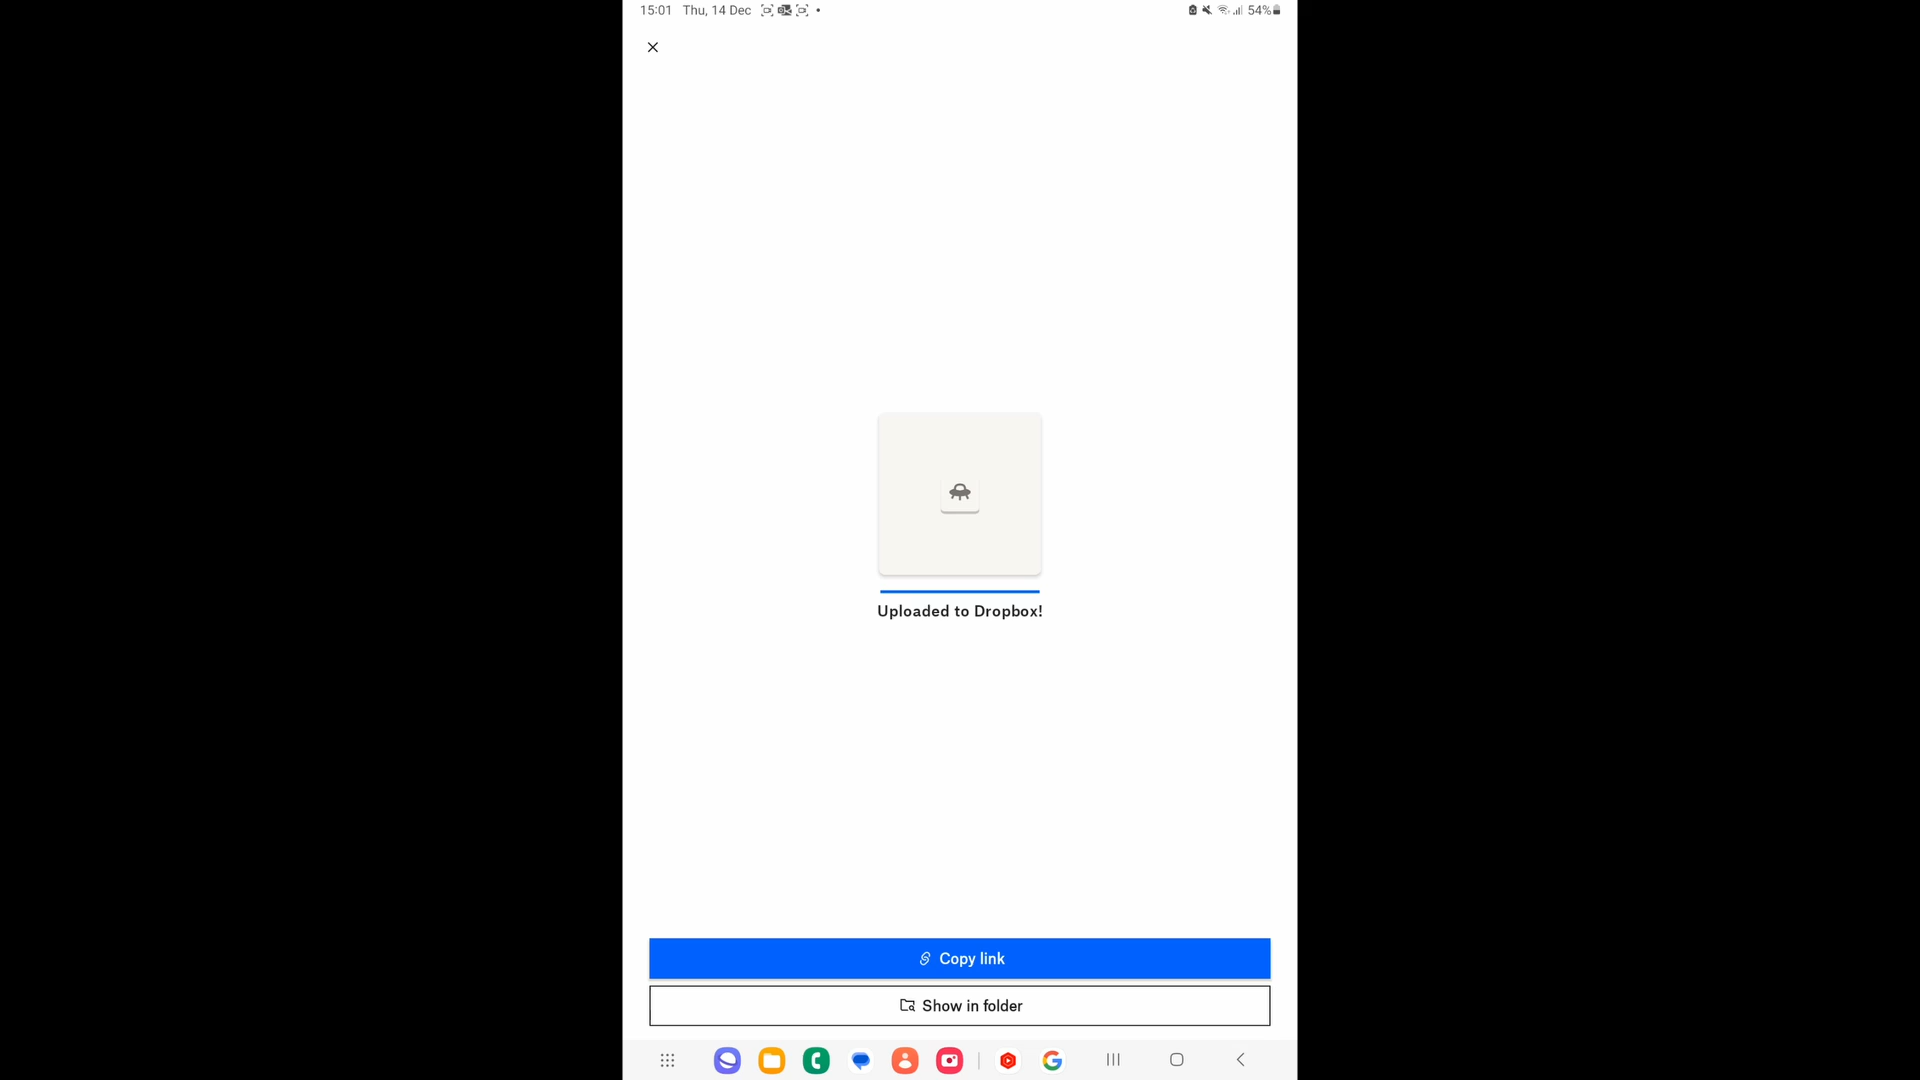 15:01 Thu, 14 Dec 54%
Uploaded to Dropbox!
Copy link
Show in folder